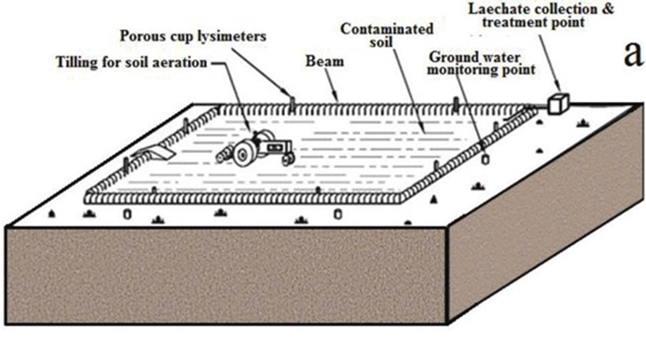 Laechate collection &
treatment point
Contaminated
soil
Porous cup lysimeters
Tilling for soil aeration
Beam
Ground water
monitoring point
a